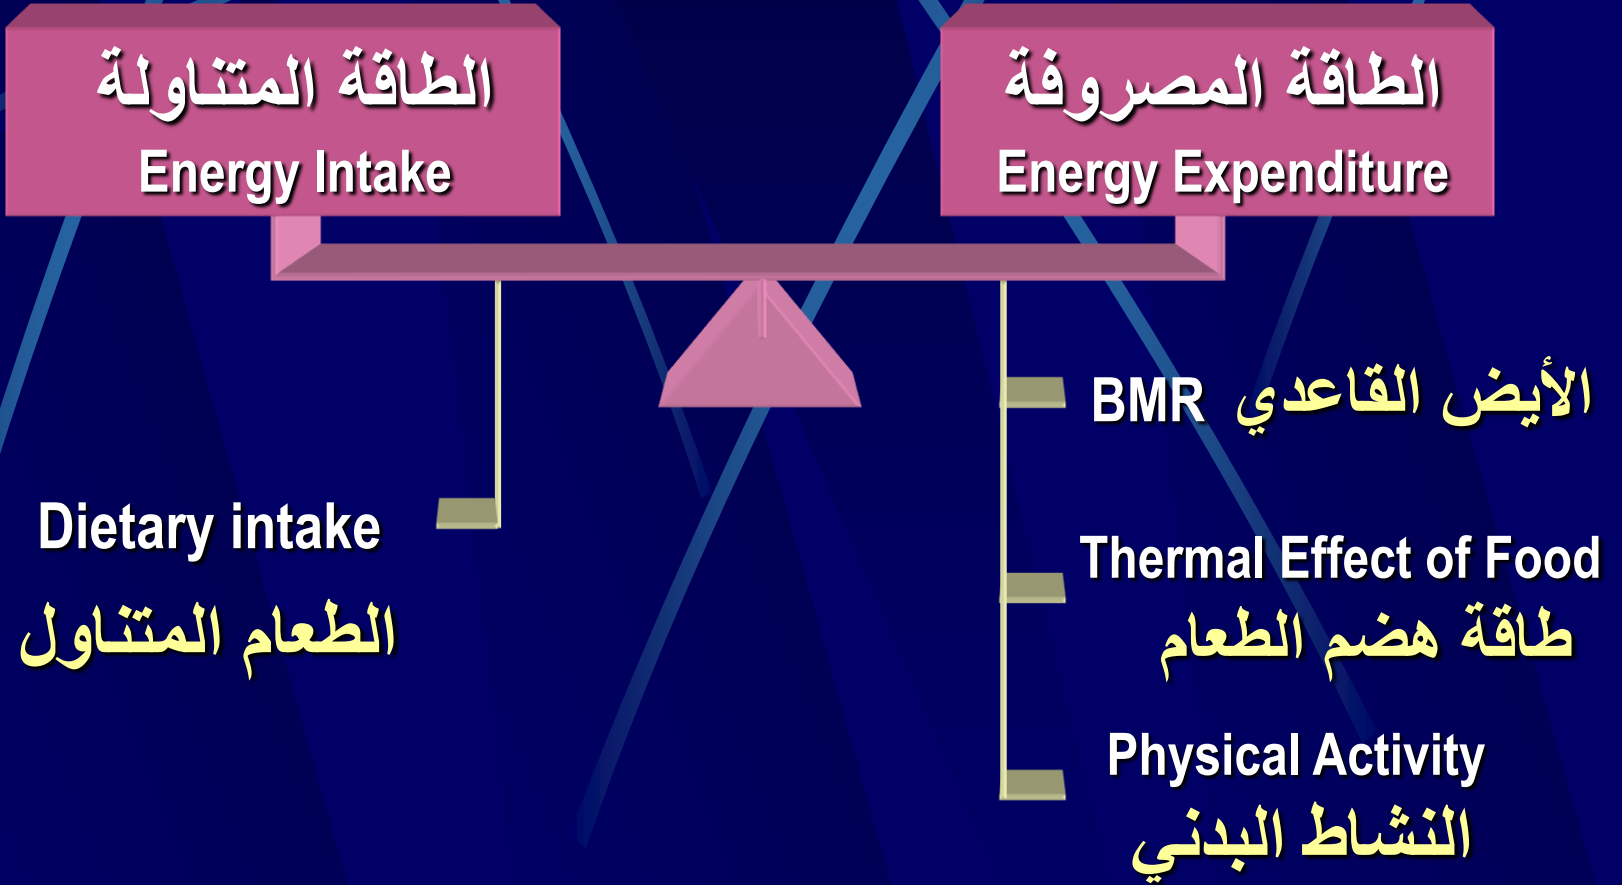 الطاقة المتناولة
Energy Intake
الطاقة المصروفة
Energy Expenditure
الأيض القاعدي BMR
Dietary intake
الطعام المتناول
Thermal Effect of Food
طاقة هضم الطعام
Physical Activity
النشاط البدني